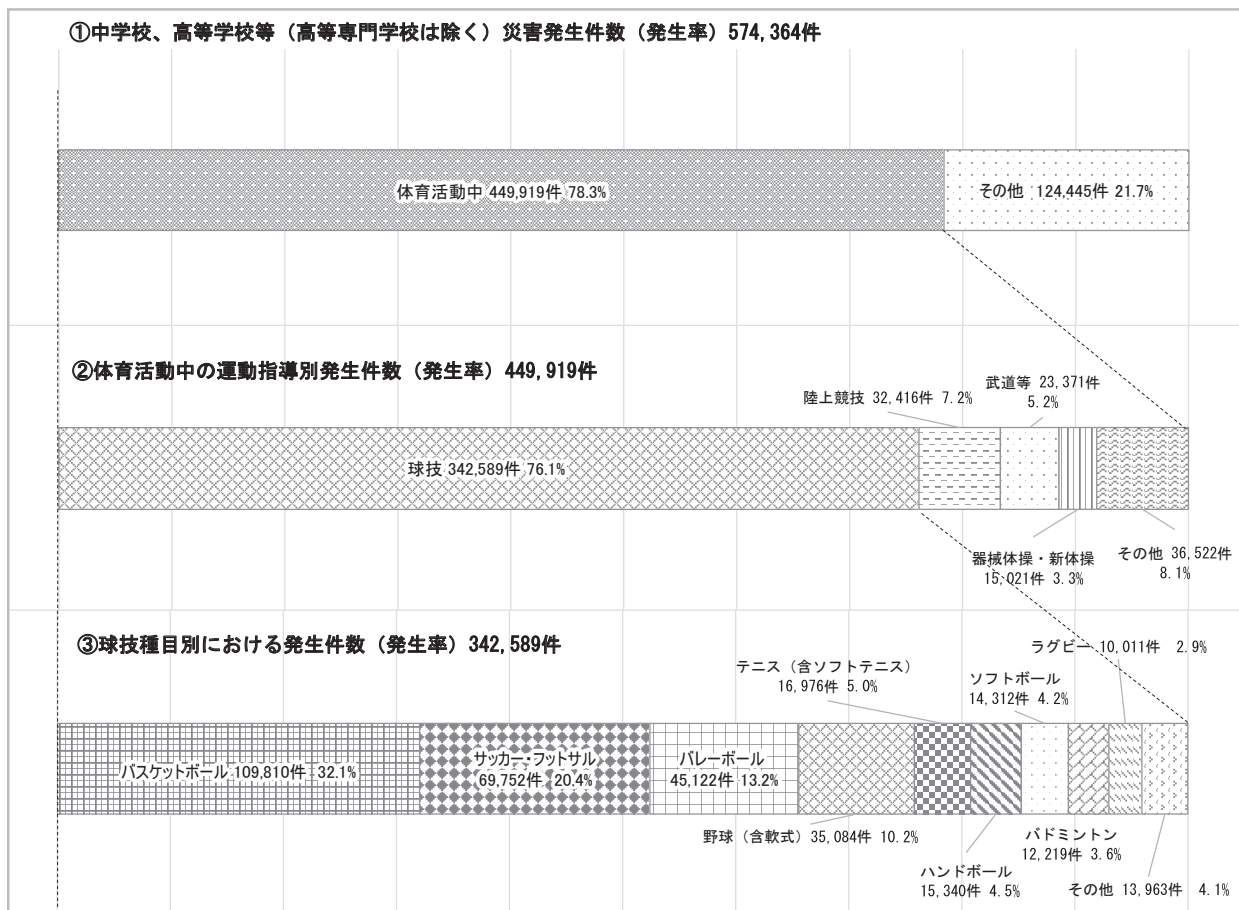 ①中学校、高等学校等（高等専門学校は除く）災害発生件数（発生率）574,364件
体育活動中 449,919件 78.3%
その他 124,445件 21.7%
②体育活動中の運動指導別発生件数（発生率）449,919件
陸上競技 32,416件 7.2%
武道等 23,371件
5.2%
球技 342,589件 76.1%
器械体操・新体操
15,021件 3.3%
その他 36,522件
8.1%
③球技種目別における発生件数（発生率）342,589件
ラグビー 10,011件 2.9%
テニス（含ソフトテニス）
16,976件 5.0%
ソフトボール
14,312件 4.2%
バスケットボール 109,810件 32.1%
サッカー・フットサル
69,752件 20.4%
バレーボール
45,122件 13.2%
野球（含軟式）35,084件 10.2%
ハンドボール
15,340件 4.5%
バドミントン
12,219件 3.6%
その他 13,963件 4.1%